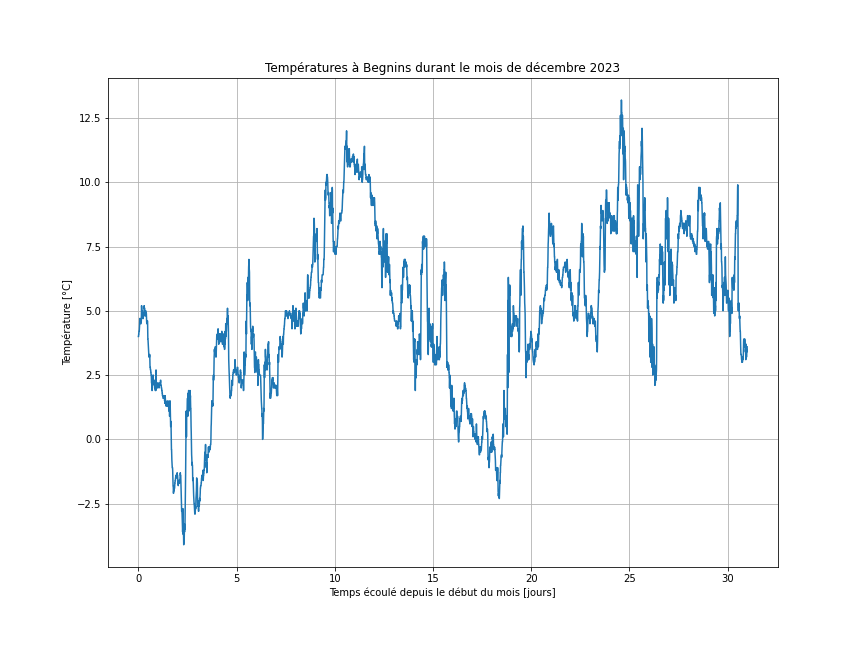 Températures à Begnins durant le mois de décembre 2023
12.5
10.0
7.5
5.0
2.5
0.0
−2.5
Température [°C]
0 5 10 15 20 25 30
Temps écoulé depuis le début du mois [jours]